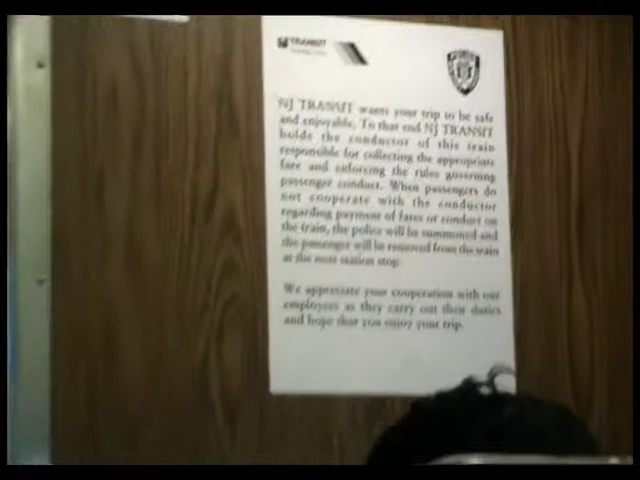 TRANSIT
POLICE
NJ TRANSIT wants your trip to be safe
and enjoyable. To that end NJ TRANSIT
holds the conductor of this train
responsible for collecting the appropriate
fare and enforcing the rules governing
passenger conduct. When passengers do
not cooperate with the conductor
regarding payment of fares or conduct on
the train, the police will be summoned and
the passenger will be removed from the train
at the next station stop.
We appreciate your cooperation with our
employees as they carry out their duties
and hope that you enjoy your trip.